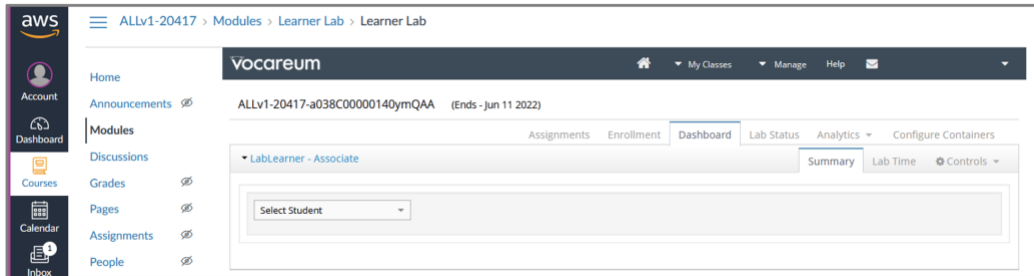 aws
ALLv1-20417 > Modules > Learner Lab > Learner Lab
Account
Dashboard
Courses
Calendar
1
Inbox
Home
Announcements
Modules
Discussions
Grades
Pages
Assignments
People
Vocareum
My Classes
Manage
Help
ALLv1-20417-a038C00000140ymQAA (Ends - Jun 11 2022)
Assignments Enrollment Dashboard Lab Status Analytics Configure Containers
LabLearner - Associate
Summary Lab Time Controls
Select Student